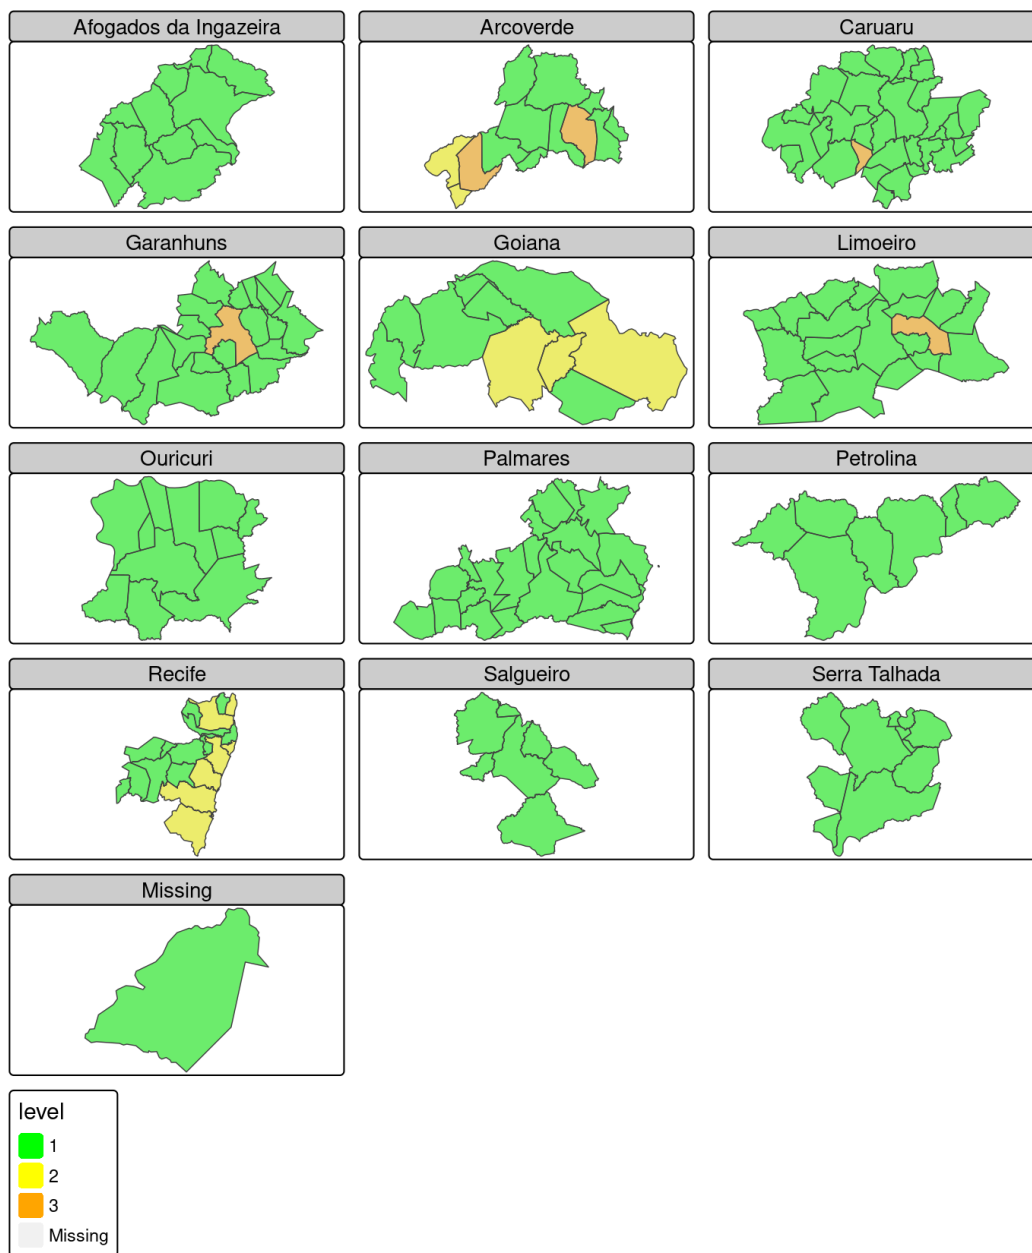 Afogados da Ingazeira
Arcoverde
Caruaru
Garanhuns
Goiana
Limoeiro
Ouricuri
Palmares
Petrolina
Recife
Salgueiro
Serra Talhada
Missing
level
1
2
3
Missing